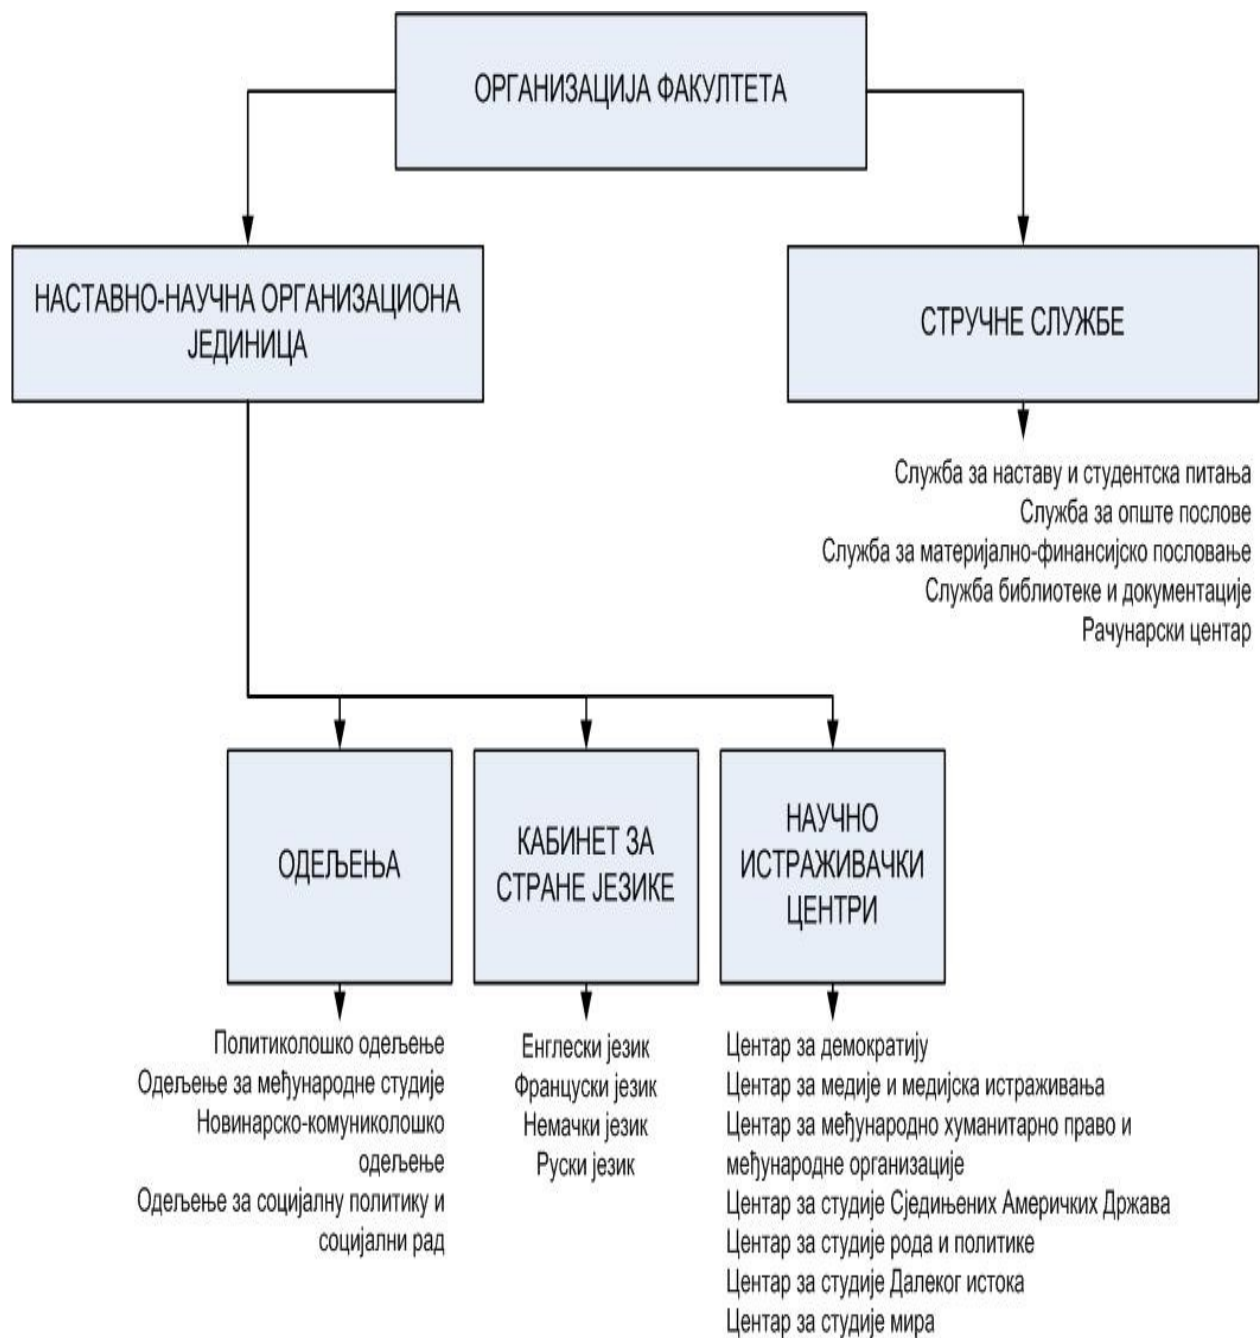 ОРГАНИЗАЦИЈА ФАКУЛТЕТА
НАСТАВНО-НАУЧНА ОРГАНИЗАЦИОНА
ЈЕДИНИЦА
СТРУЧНЕ СЛУЖБЕ
Служба за наставу и студентска питања
Служба за опште послове
Служба за материјално-финансијско пословање
Служба библиотеке и документације
Рачунарски центар
ОДЕЉЕЊА
КАБИНЕТ ЗА
СТРАНЕ ЈЕЗИКЕ
НАУЧНО
ИСТРАЖИВАЧКИ
ЦЕНТРИ
Политиколошко одељење
Одељење за међународне студије
Новинарско-комуниколошко
одељење
Одељење за социјалну политику и
социјални рад
Енглески језик
Француски језик
Немачки језик
Руски језик
Центар за демократију
Центар за медије и медијска истраживања
Центар за међународно хуманитарно право и
међународне организације
Центар за студије Сједињених Америчких Држава
Центар за студије рода и политике
Центар за студије Далеког истока
Центар за студије мира